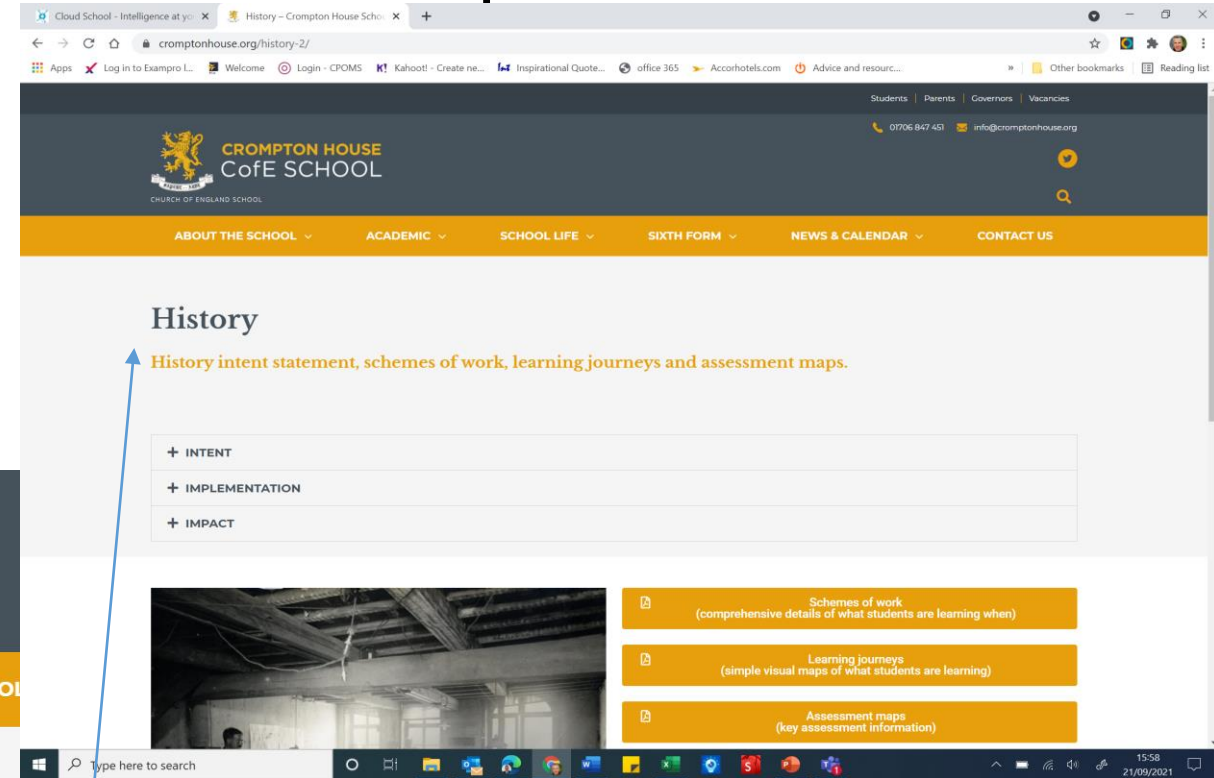 Cloud School - Intelligence at yo
History – Crompton House Scho
cromptonhouse.org/history-2/
Apps
Log in to Exampro l...
Welcome
Login - CPOMS
Kahoot! - Create ne...
Inspirational Quote...
office 365
Accorhotels.com
Advice and resourc...
»
Other bookmarks
Reading list
Students | Parents | Governors | Vacancies
01706 847 451
info@cromptonhouse.org
CROMPTON HOUSE
CofE SCHOOL
CHURCH OF ENGLAND SCHOOL
ABOUT THE SCHOOL
ACADEMIC
SCHOOL LIFE
SIXTH FORM
NEWS & CALENDAR
CONTACT US
History
History intent statement, schemes of work, learning journeys and assessment maps.
+ INTENT
+ IMPLEMENTATION
+ IMPACT
Schemes of work
(comprehensive details of what students are learning when)
Learning journeys
(simple visual maps of what students are learning)
Assessment maps
(key assessment information)
Type here to search
15:58
21/09/2021